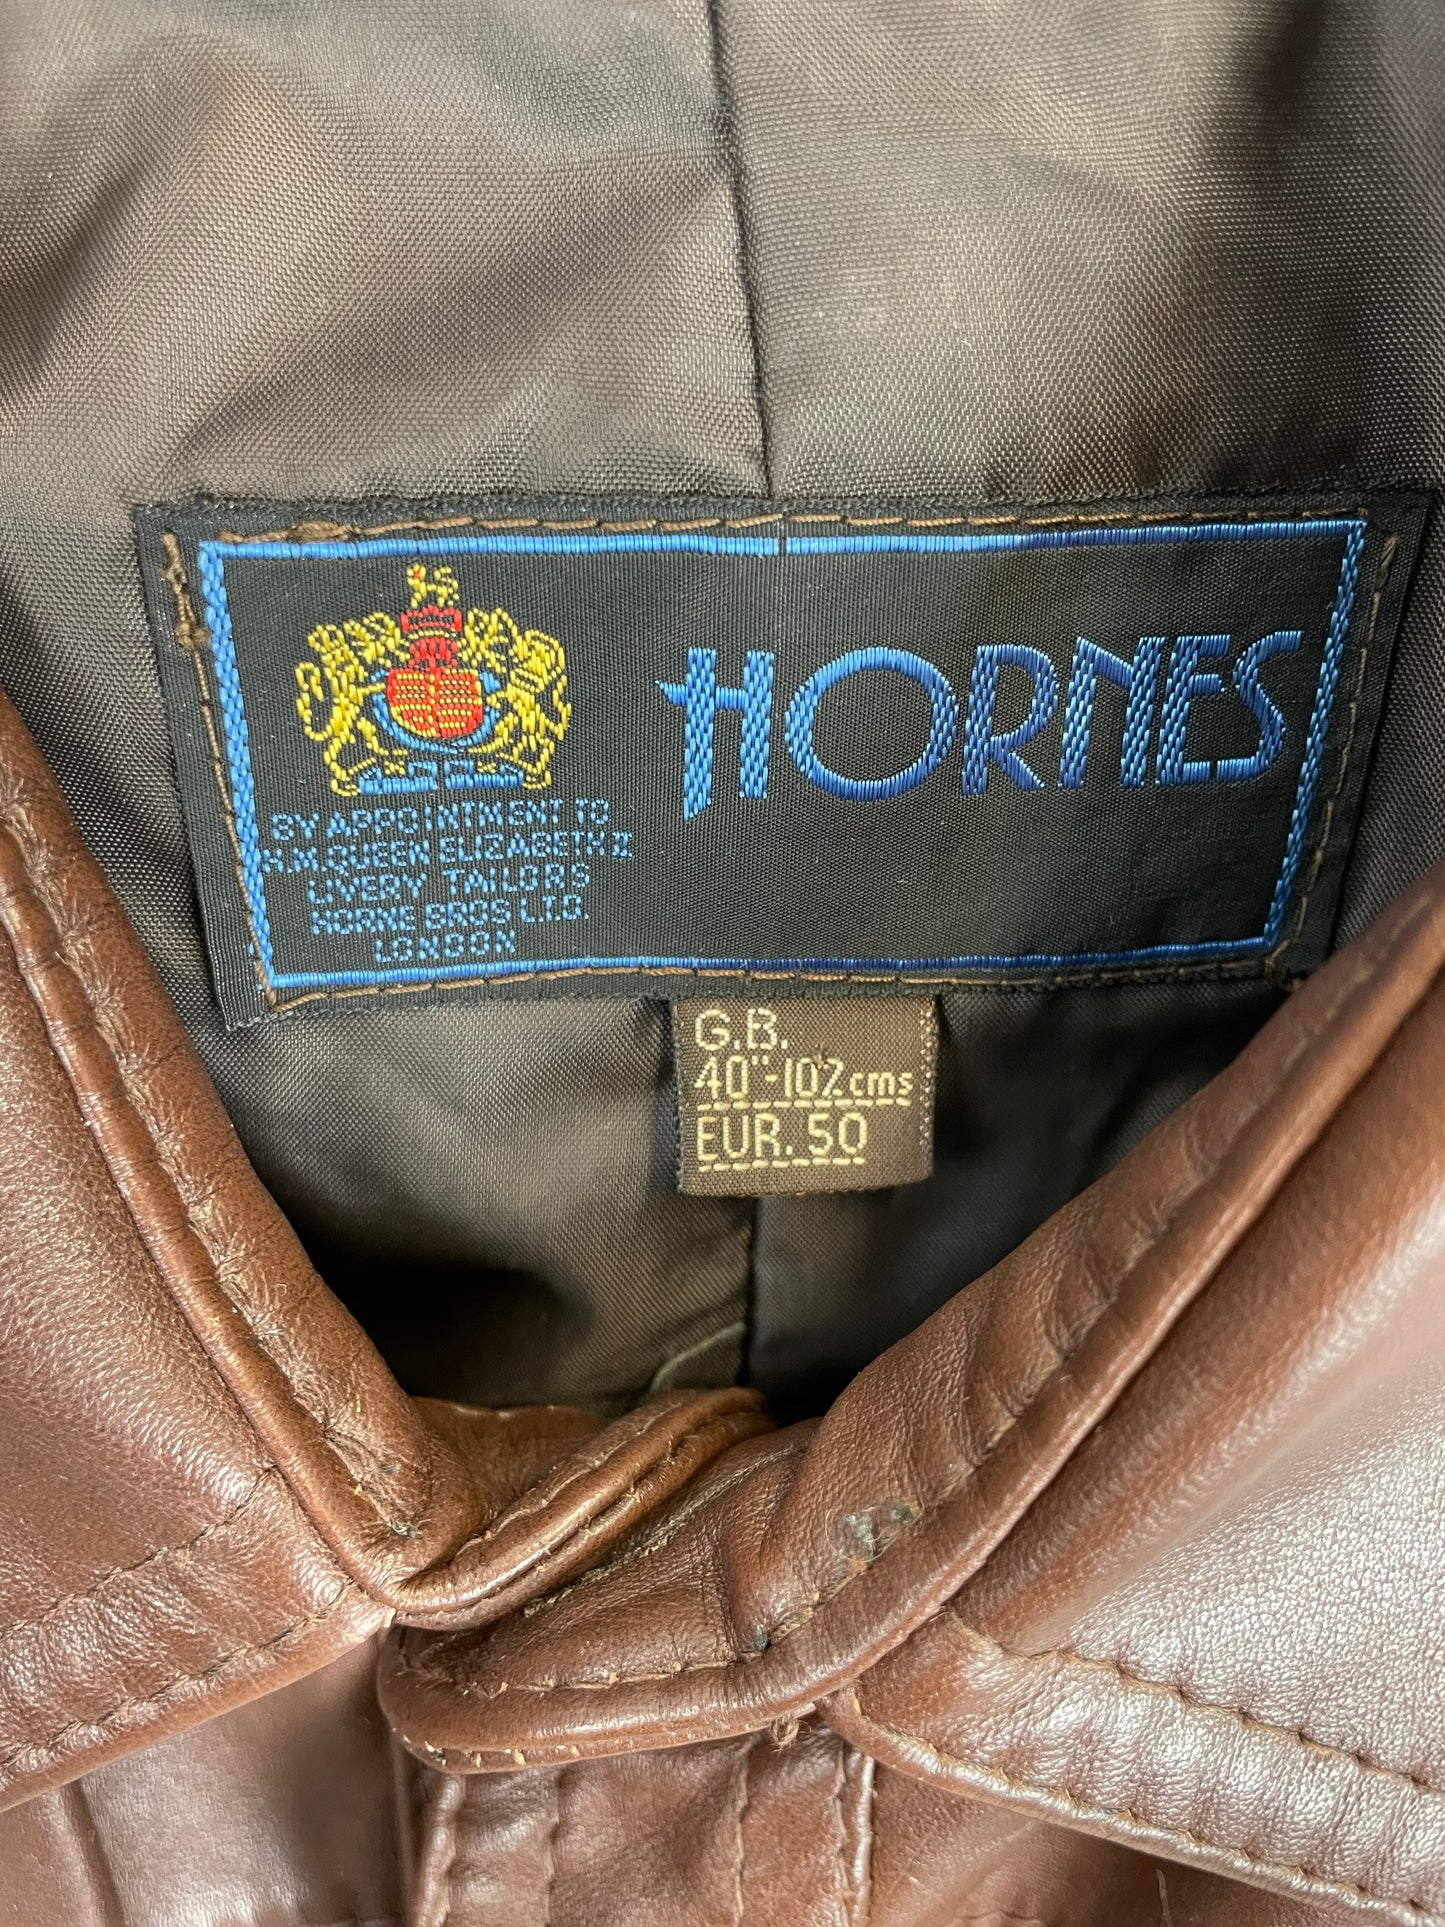 HORNES
BY APPOINTMENT TO
H.M. QUEEN ELIZABETH II
LIVERY TAILORS
HORNE BROS LTD.
LONDON
G.B.
40"-102cms
EUR. 50